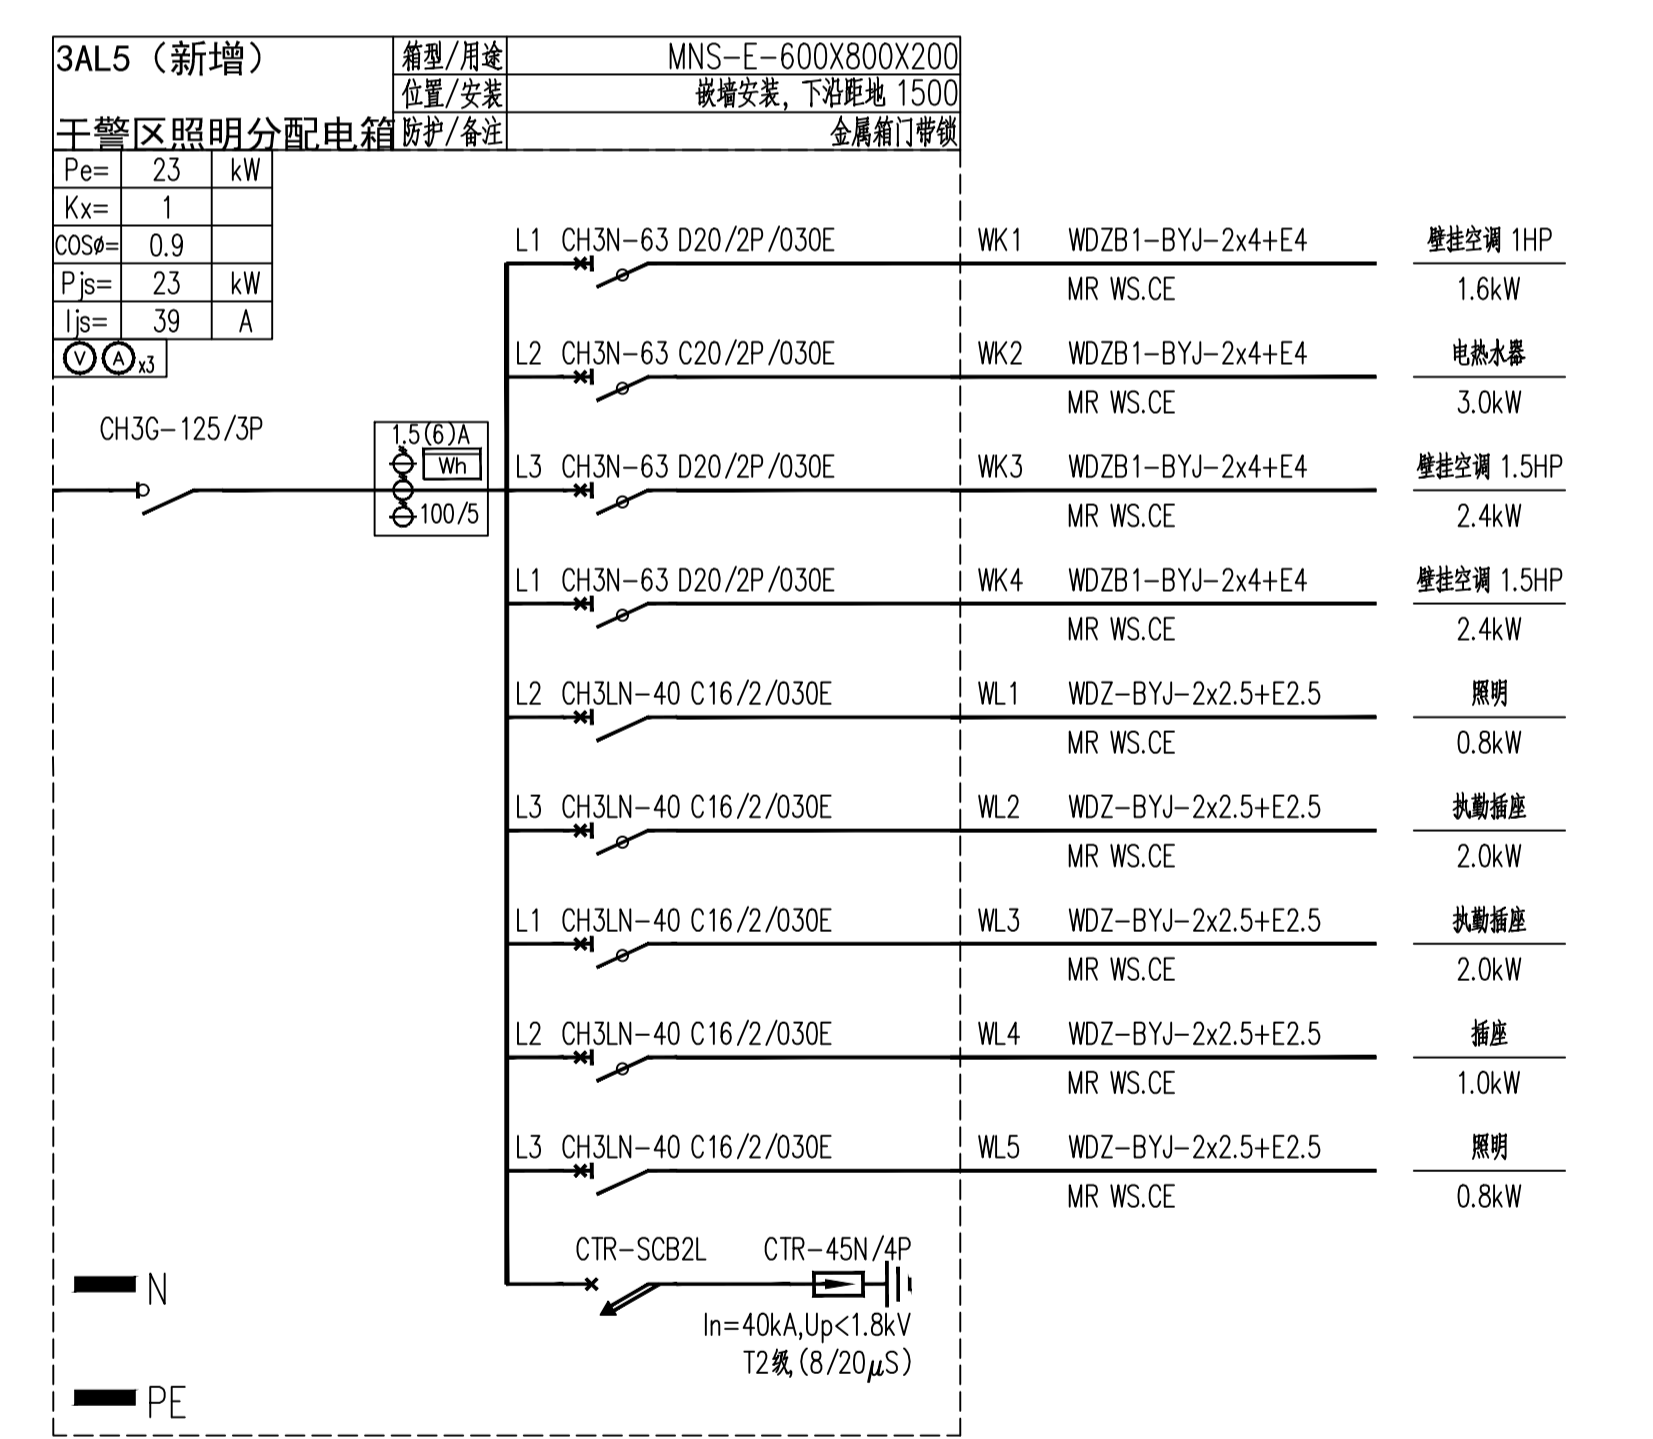 3AL5（新增）
干警区照明分配电箱
箱型/用途 MNS-E-600X800X200
位置/安装 嵌墙安装, 下沿距地 1500
防护/备注 金属箱门带锁
Pe= 23 kW
Kx= 1
COSø= 0.9
Pjs= 23 kW
Ijs= 39 A
V A x3
CH3G-125/3P
1.5(6)A
Wh
100/5
L1 CH3N-63 D20/2P/030E WK1 WDZB1-BYJ-2x4+E4 壁挂空调 1HP
MR WS.CE 1.6kW
L2 CH3N-63 C20/2P/030E WK2 WDZB1-BYJ-2x4+E4 电热水器
MR WS.CE 3.0kW
L3 CH3N-63 D20/2P/030E WK3 WDZB1-BYJ-2x4+E4 壁挂空调 1.5HP
MR WS.CE 2.4kW
L1 CH3N-63 D20/2P/030E WK4 WDZB1-BYJ-2x4+E4 壁挂空调 1.5HP
MR WS.CE 2.4kW
L2 CH3LN-40 C16/2/030E WL1 WDZ-BYJ-2x2.5+E2.5 照明
MR WS.CE 0.8kW
L3 CH3LN-40 C16/2/030E WL2 WDZ-BYJ-2x2.5+E2.5 执勤插座
MR WS.CE 2.0kW
L1 CH3LN-40 C16/2/030E WL3 WDZ-BYJ-2x2.5+E2.5 执勤插座
MR WS.CE 2.0kW
L2 CH3LN-40 C16/2/030E WL4 WDZ-BYJ-2x2.5+E2.5 插座
MR WS.CE 1.0kW
L3 CH3LN-40 C16/2/030E WL5 WDZ-BYJ-2x2.5+E2.5 照明
MR WS.CE 0.8kW
CTR-SCB2L CTR-45N/4P
In=40kA,Up<1.8kV
T2级,(8/20μS)
N
PE